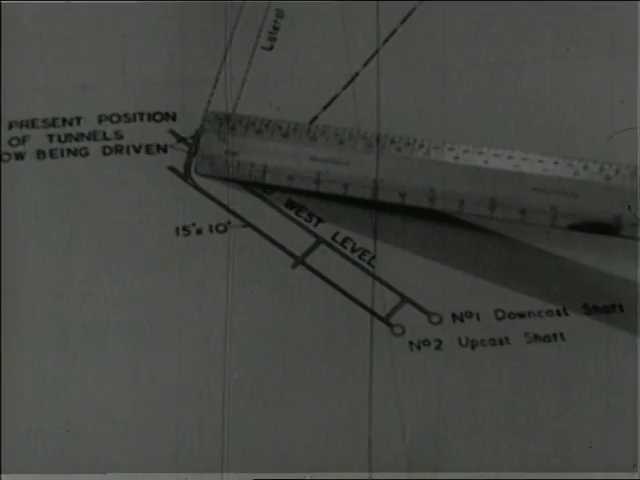 Lateral
PRESENT POSITION
OF TUNNELS
OW BEING DRIVEN
WEST LEVEL
15'x 10'
Nº1 Downcast Shaft
Nº2 Upcast Shaft